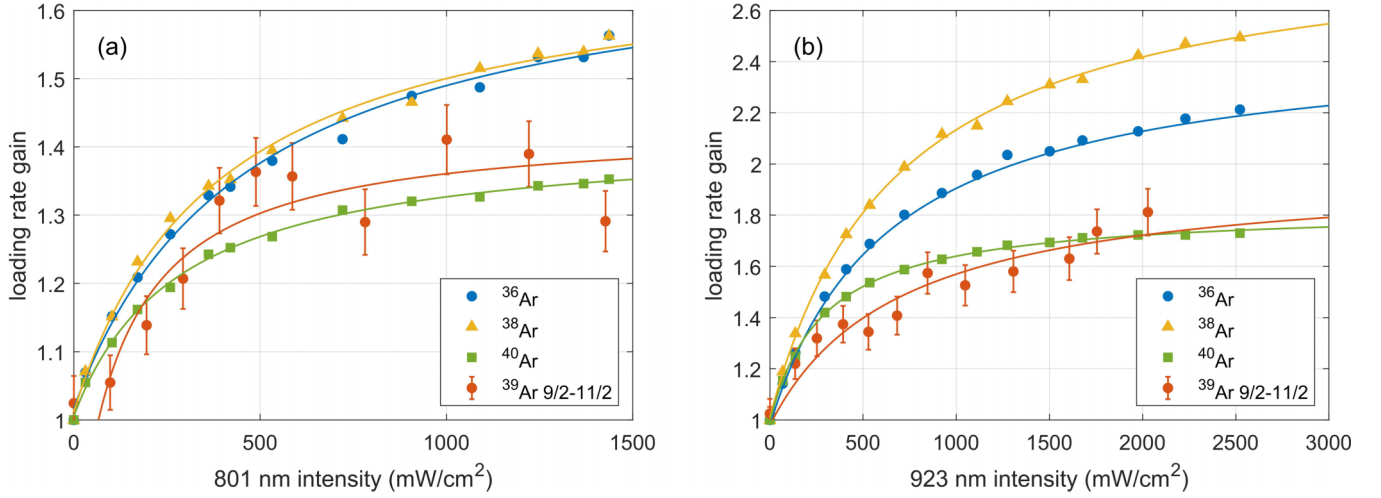 (a)
loading rate gain
1.6
1.5
1.4
1.3
1.2
1.1
1
0 500 1000 1500
801 nm intensity (mW/cm²)
³⁶Ar
³⁸Ar
⁴⁰Ar
³⁹Ar 9/2-11/2
(b)
loading rate gain
2.6
2.4
2.2
2
1.8
1.6
1.4
1.2
1
0 500 1000 1500 2000 2500 3000
923 nm intensity (mW/cm²)
³⁶Ar
³⁸Ar
⁴⁰Ar
³⁹Ar 9/2-11/2